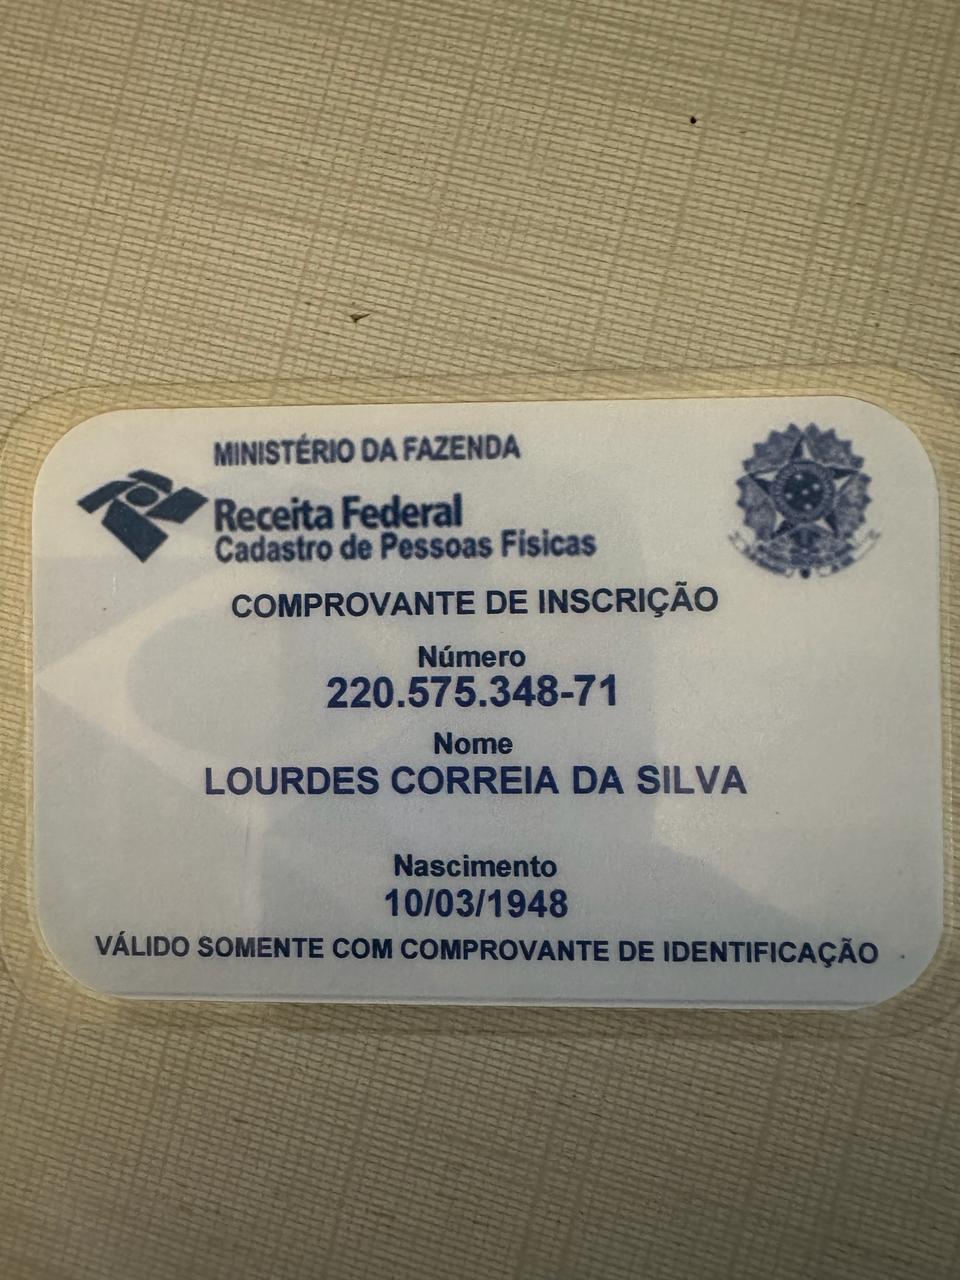 MINISTÉRIO DA FAZENDA
Receita Federal
Cadastro de Pessoas Físicas
COMPROVANTE DE INSCRIÇÃO
Número
220.575.348-71
Nome
LOURDES CORREIA DA SILVA
Nascimento
10/03/1948
VÁLIDO SOMENTE COM COMPROVANTE DE IDENTIFICAÇÃO